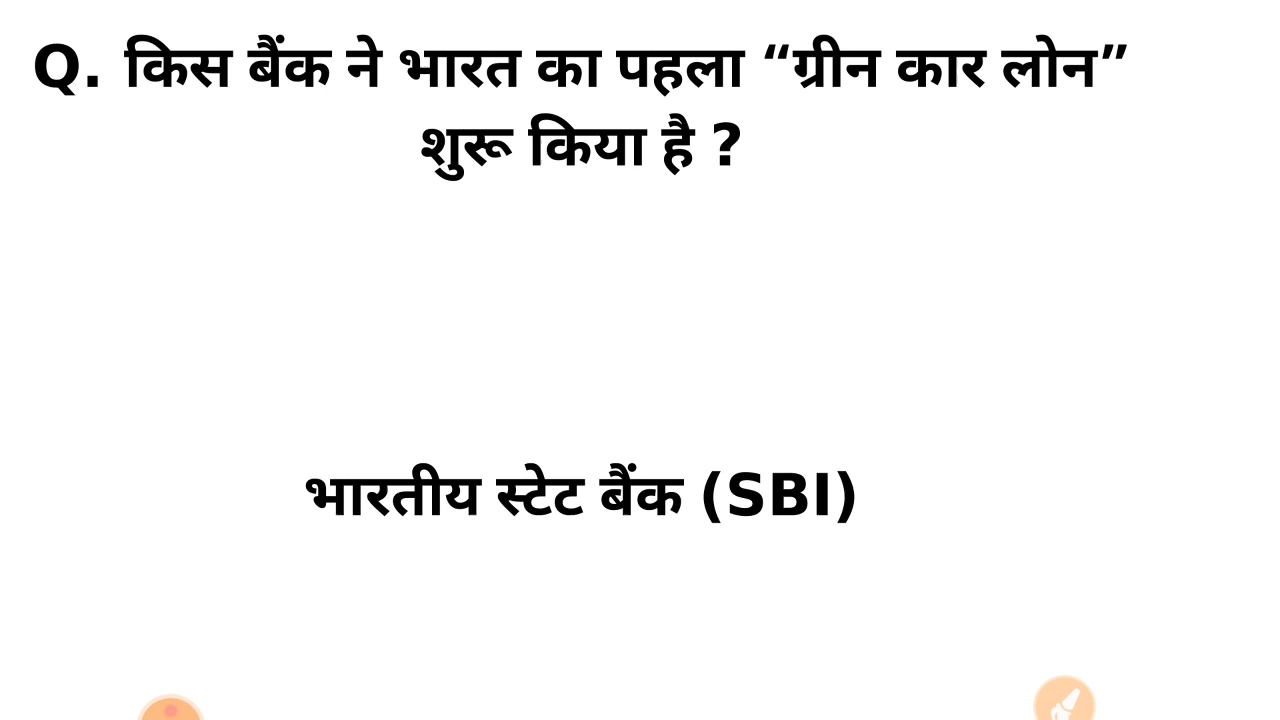 Q. किस बैंक ने भारत का पहला “ग्रीन कार लोन”
शुरू किया है ?
भारतीय स्टेट बैंक (SBI)